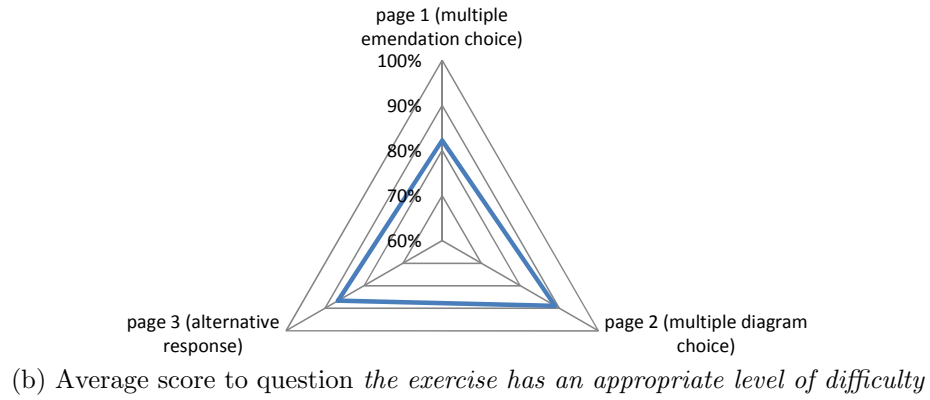 page 1 (multiple
emendation choice)
100%
90%
80%
70%
60%
page 3 (alternative
response)
page 2 (multiple diagram
choice)
(b) Average score to question the exercise has an appropriate level of difficulty